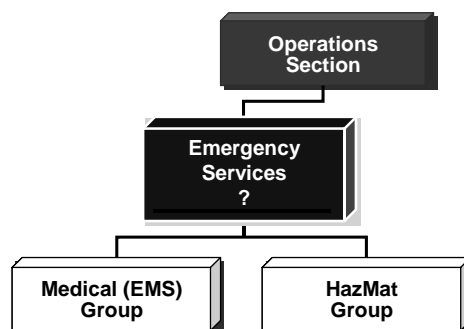 Operations
Section
Emergency
Services
?
Medical (EMS)
Group
HazMat
Group